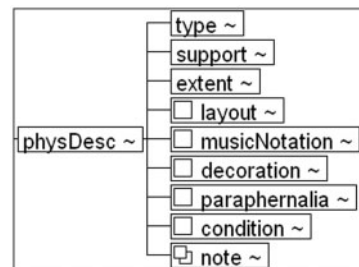 type ~
support ~
extent ~
layout ~
physDesc ~
musicNotation ~
decoration ~
paraphernalia ~
condition ~
note ~